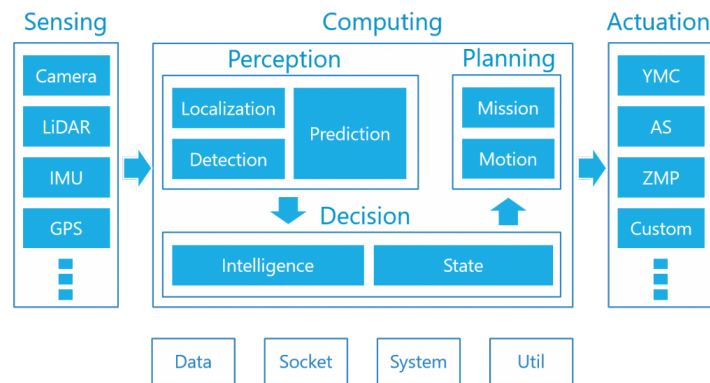 Sensing
Computing
Actuation
Camera
LiDAR
IMU
GPS
Perception
Localization
Detection
Prediction
Planning
Mission
Motion
Decision
Intelligence
State
YMC
AS
ZMP
Custom
Data
Socket
System
Util